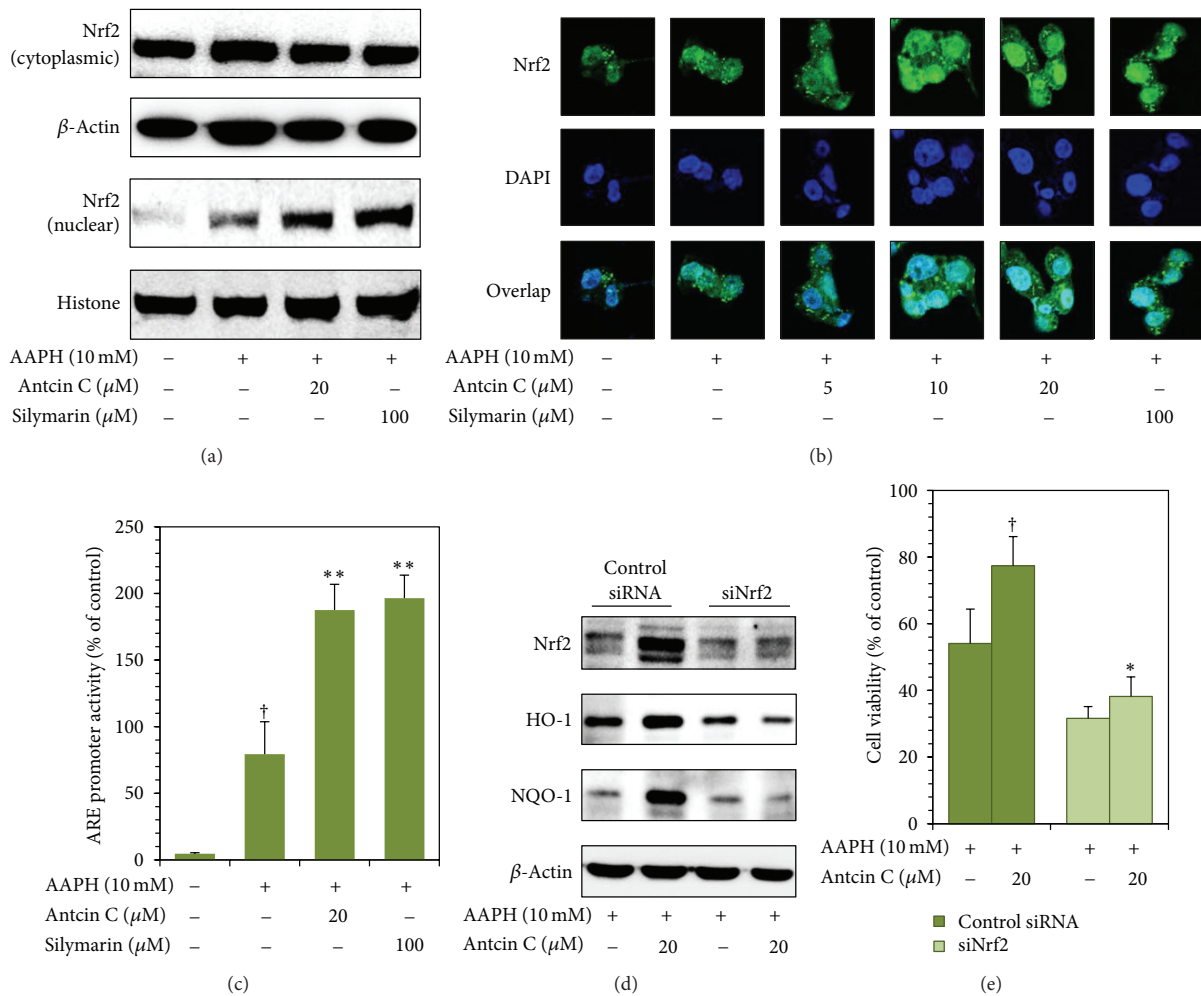 Nrf2
(cytoplasmic)
β-Actin
Nrf2
(nuclear)
Histone
AAPH (10 mM) – + + +
Antcin C (μM) – – 20 –
Silymarin (μM) – – – 100
(a)
Nrf2
DAPI
Overlap
AAPH (10 mM) – + + + + +
Antcin C (μM) – – 5 10 20 –
Silymarin (μM) – – – – – 100
(b)
ARE promoter activity (% of control)
250
200
150
100
50
0
†
**
**
AAPH (10 mM) – + + +
Antcin C (μM) – – 20 –
Silymarin (μM) – – – 100
(c)
Control
siRNA siNrf2
Nrf2
HO-1
NQO-1
β-Actin
AAPH (10 mM) + + + +
Antcin C (μM) – 20 – 20
(d)
Cell viability (% of control)
100
80
60
40
20
0
†
*
AAPH (10 mM) + + + +
Antcin C (μM) – 20 – 20
Control siRNA
siNrf2
(e)